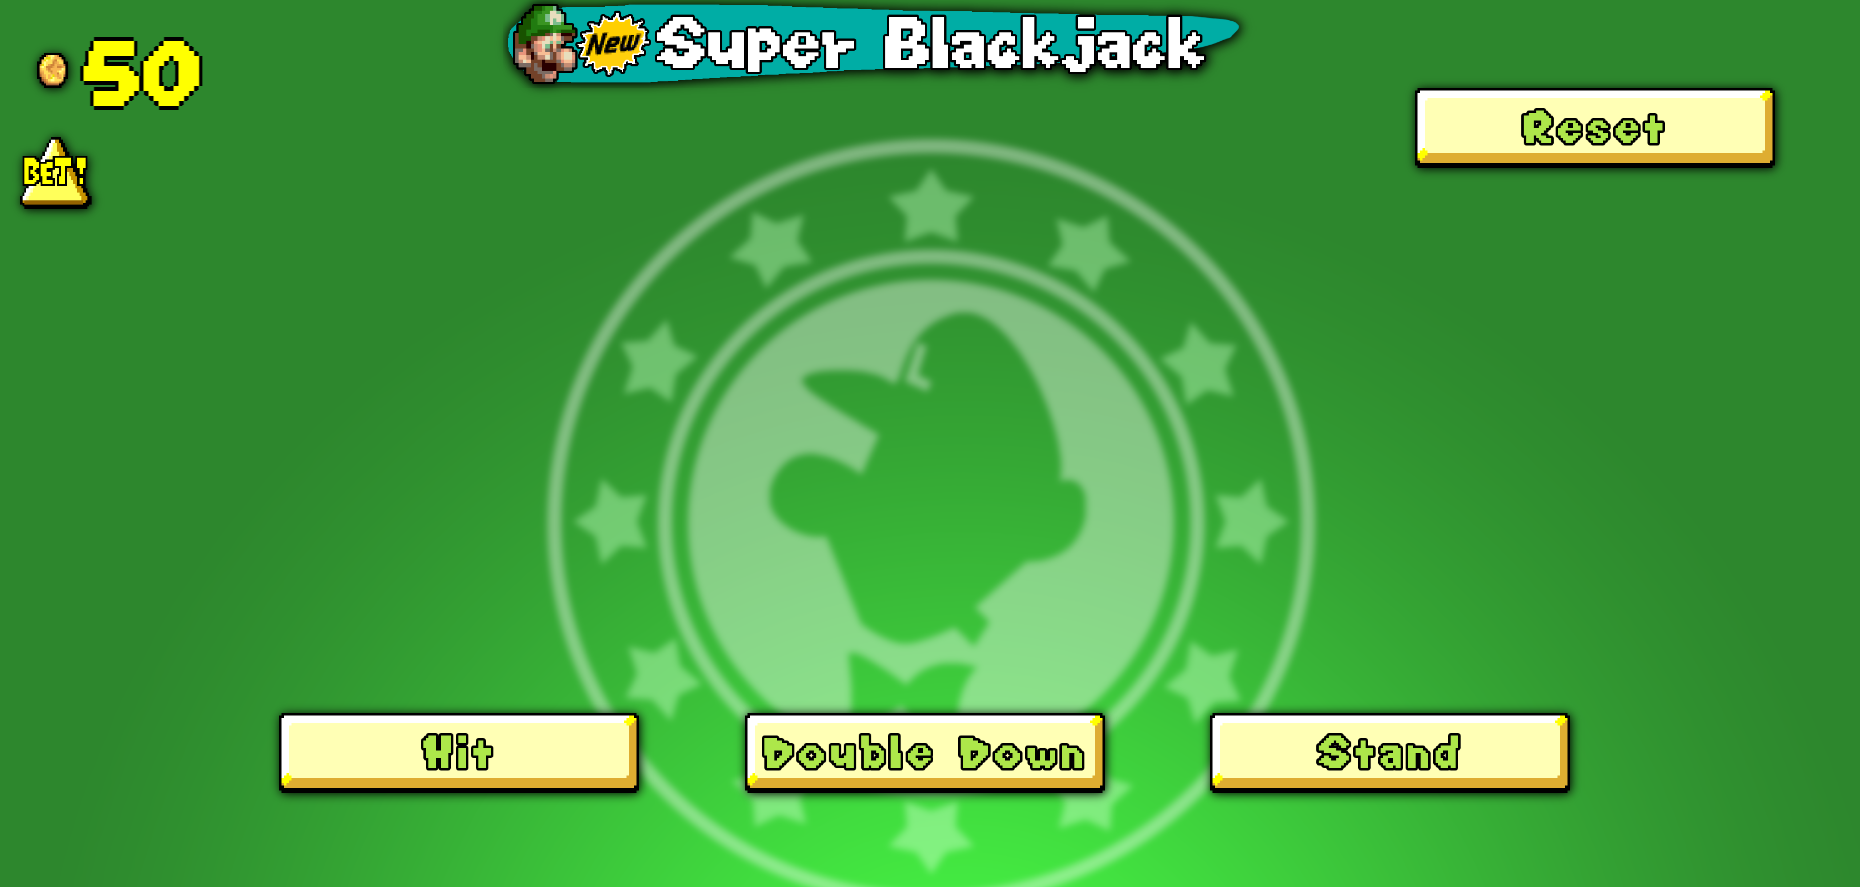 50
New
Super Blackjack
Reset
BET!
L
Hit
Double Down
Stand